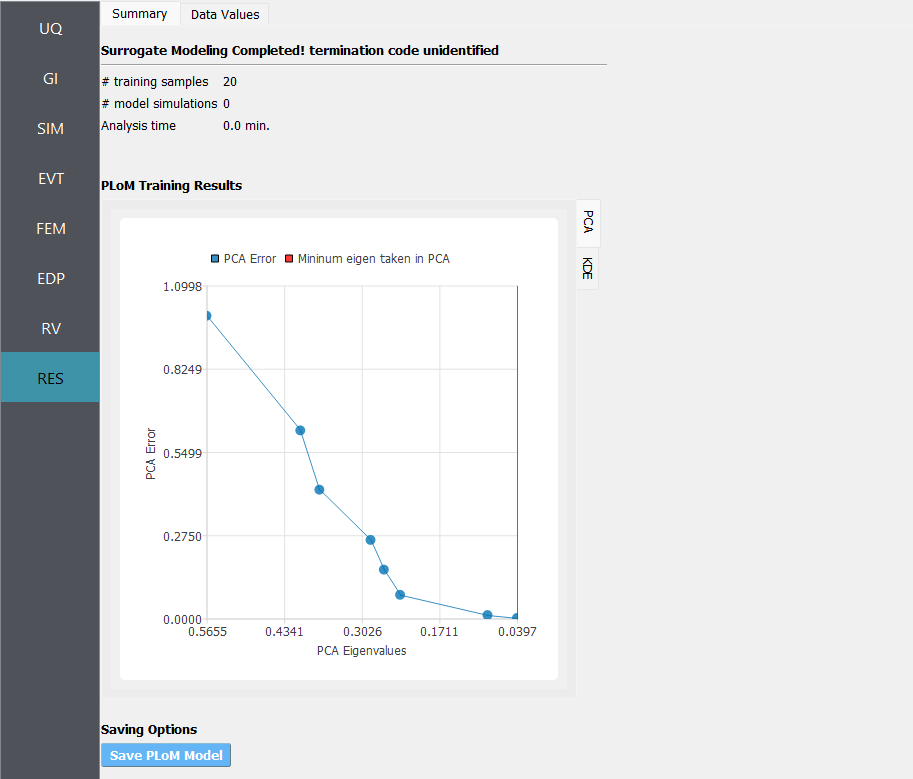 UQ
GI
SIM
EVT
FEM
EDP
RV
RES
Summary Data Values
Surrogate Modeling Completed! termination code unidentified
# training samples 20
# model simulations 0
Analysis time 0.0 min.
PLoM Training Results
PCA
KDE
PCA Error Mininum eigen taken in PCA
1.0998
0.8249
0.5499
0.2750
0.0000
PCA Error
0.5655 0.4341 0.3026 0.1711 0.0397
PCA Eigenvalues
Saving Options
Save PLoM Model